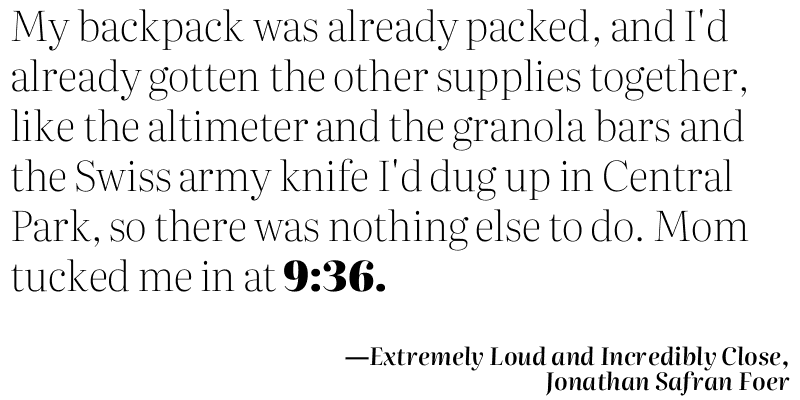 My backpack was already packed, and I'd
already gotten the other supplies together,
like the altimeter and the granola bars and
the Swiss army knife I'd dug up in Central
Park, so there was nothing else to do. Mom
tucked me in at 9:36.
—Extremely Loud and Incredibly Close,
Jonathan Safran Foer